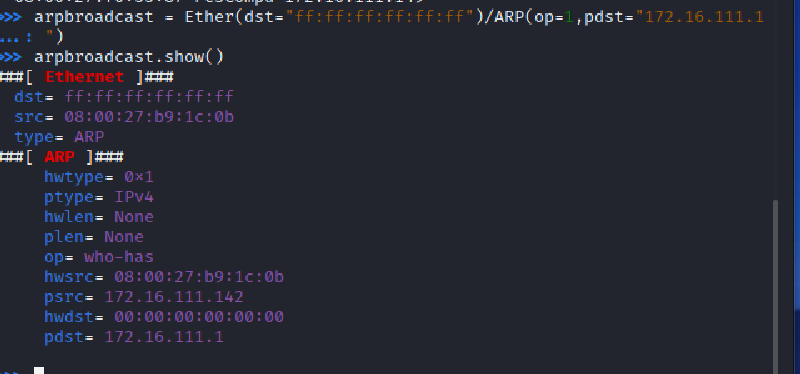 >>> arpbroadcast = Ether(dst="ff:ff:ff:ff:ff:ff")/ARP(op=1,pdst="172.16.111.1
...: ")
>>> arpbroadcast.show()
###[ Ethernet ]###
dst= ff:ff:ff:ff:ff:ff
src= 08:00:27:b9:1c:0b
type= ARP
###[ ARP ]###
hwtype= 0×1
ptype= IPv4
hwlen= None
plen= None
op= who-has
hwsrc= 08:00:27:b9:1c:0b
psrc= 172.16.111.142
hwdst= 00:00:00:00:00:00
pdst= 172.16.111.1